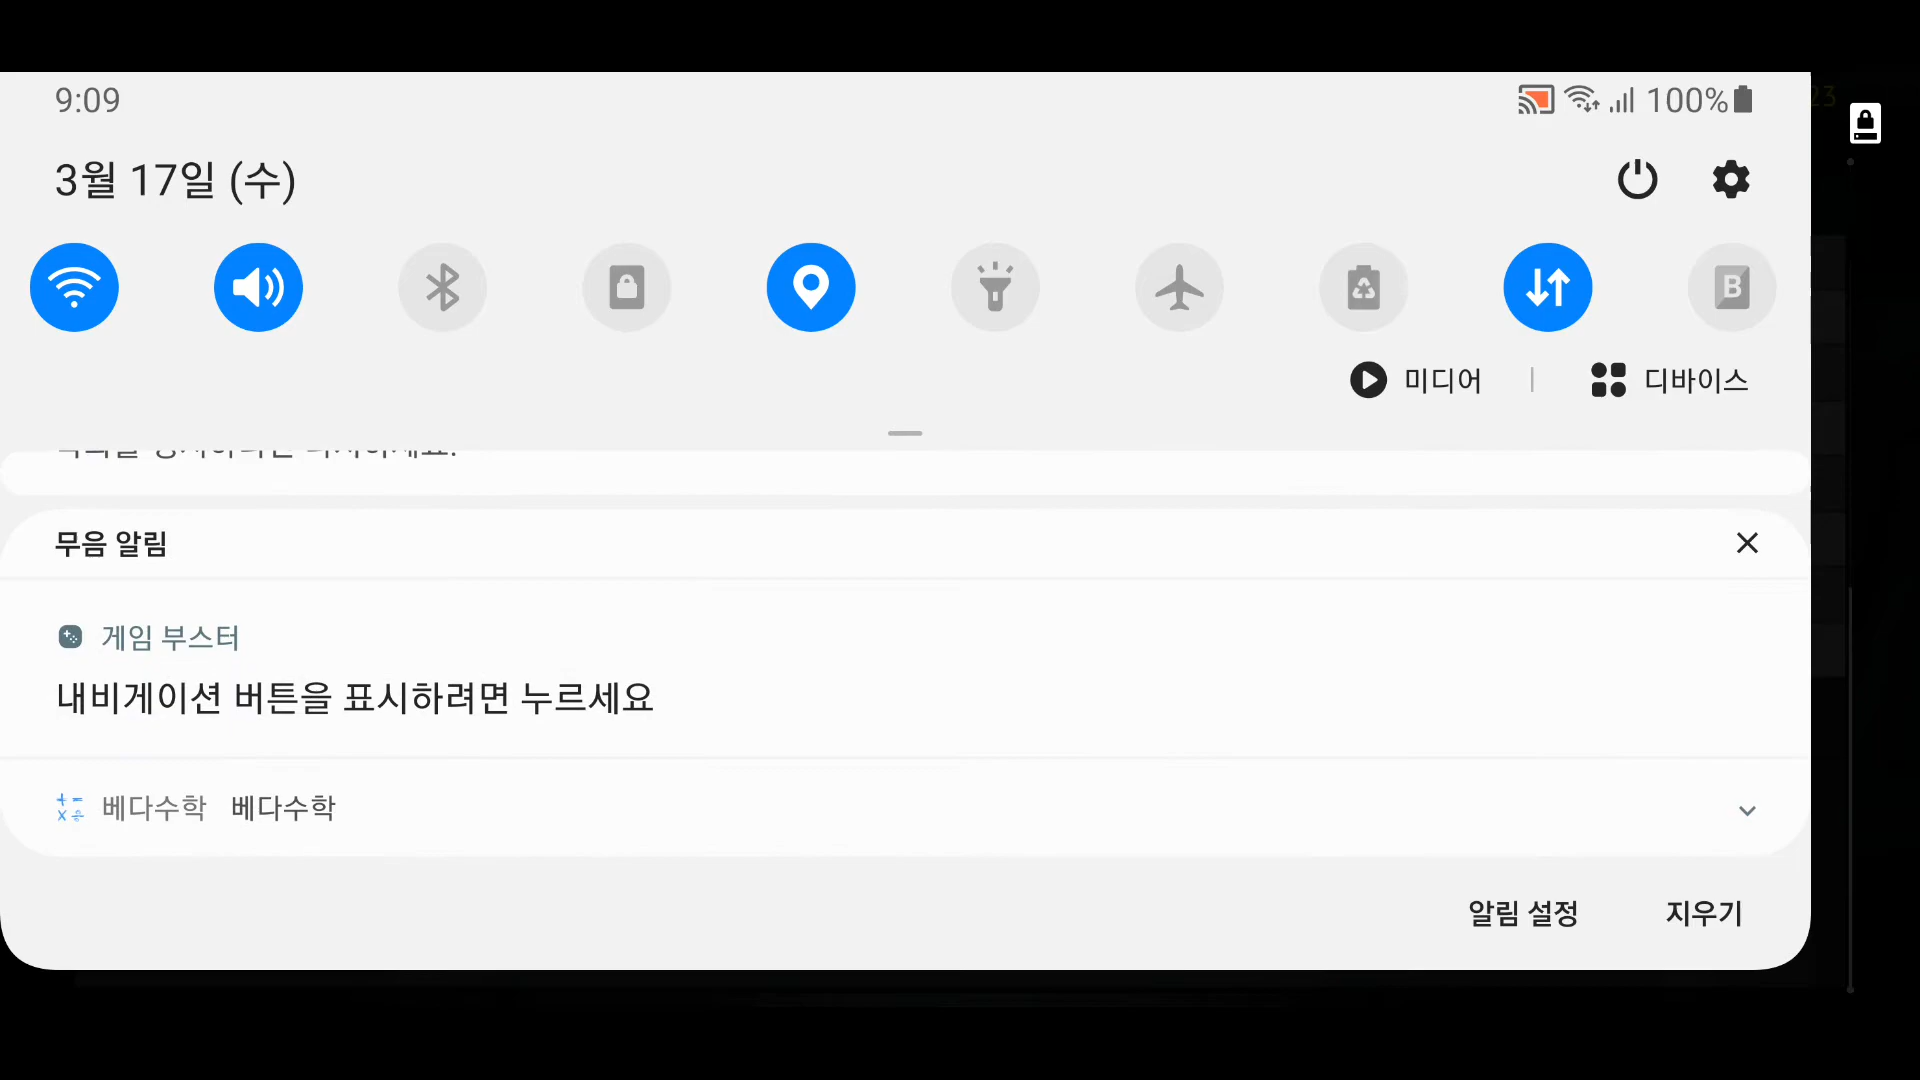 9:09
100%
3월 17일 (수)
B
미디어
디바이스
무음 알림
게임 부스터
내비게이션 버튼을 표시하려면 누르세요
베다수학 베다수학
알림 설정
지우기